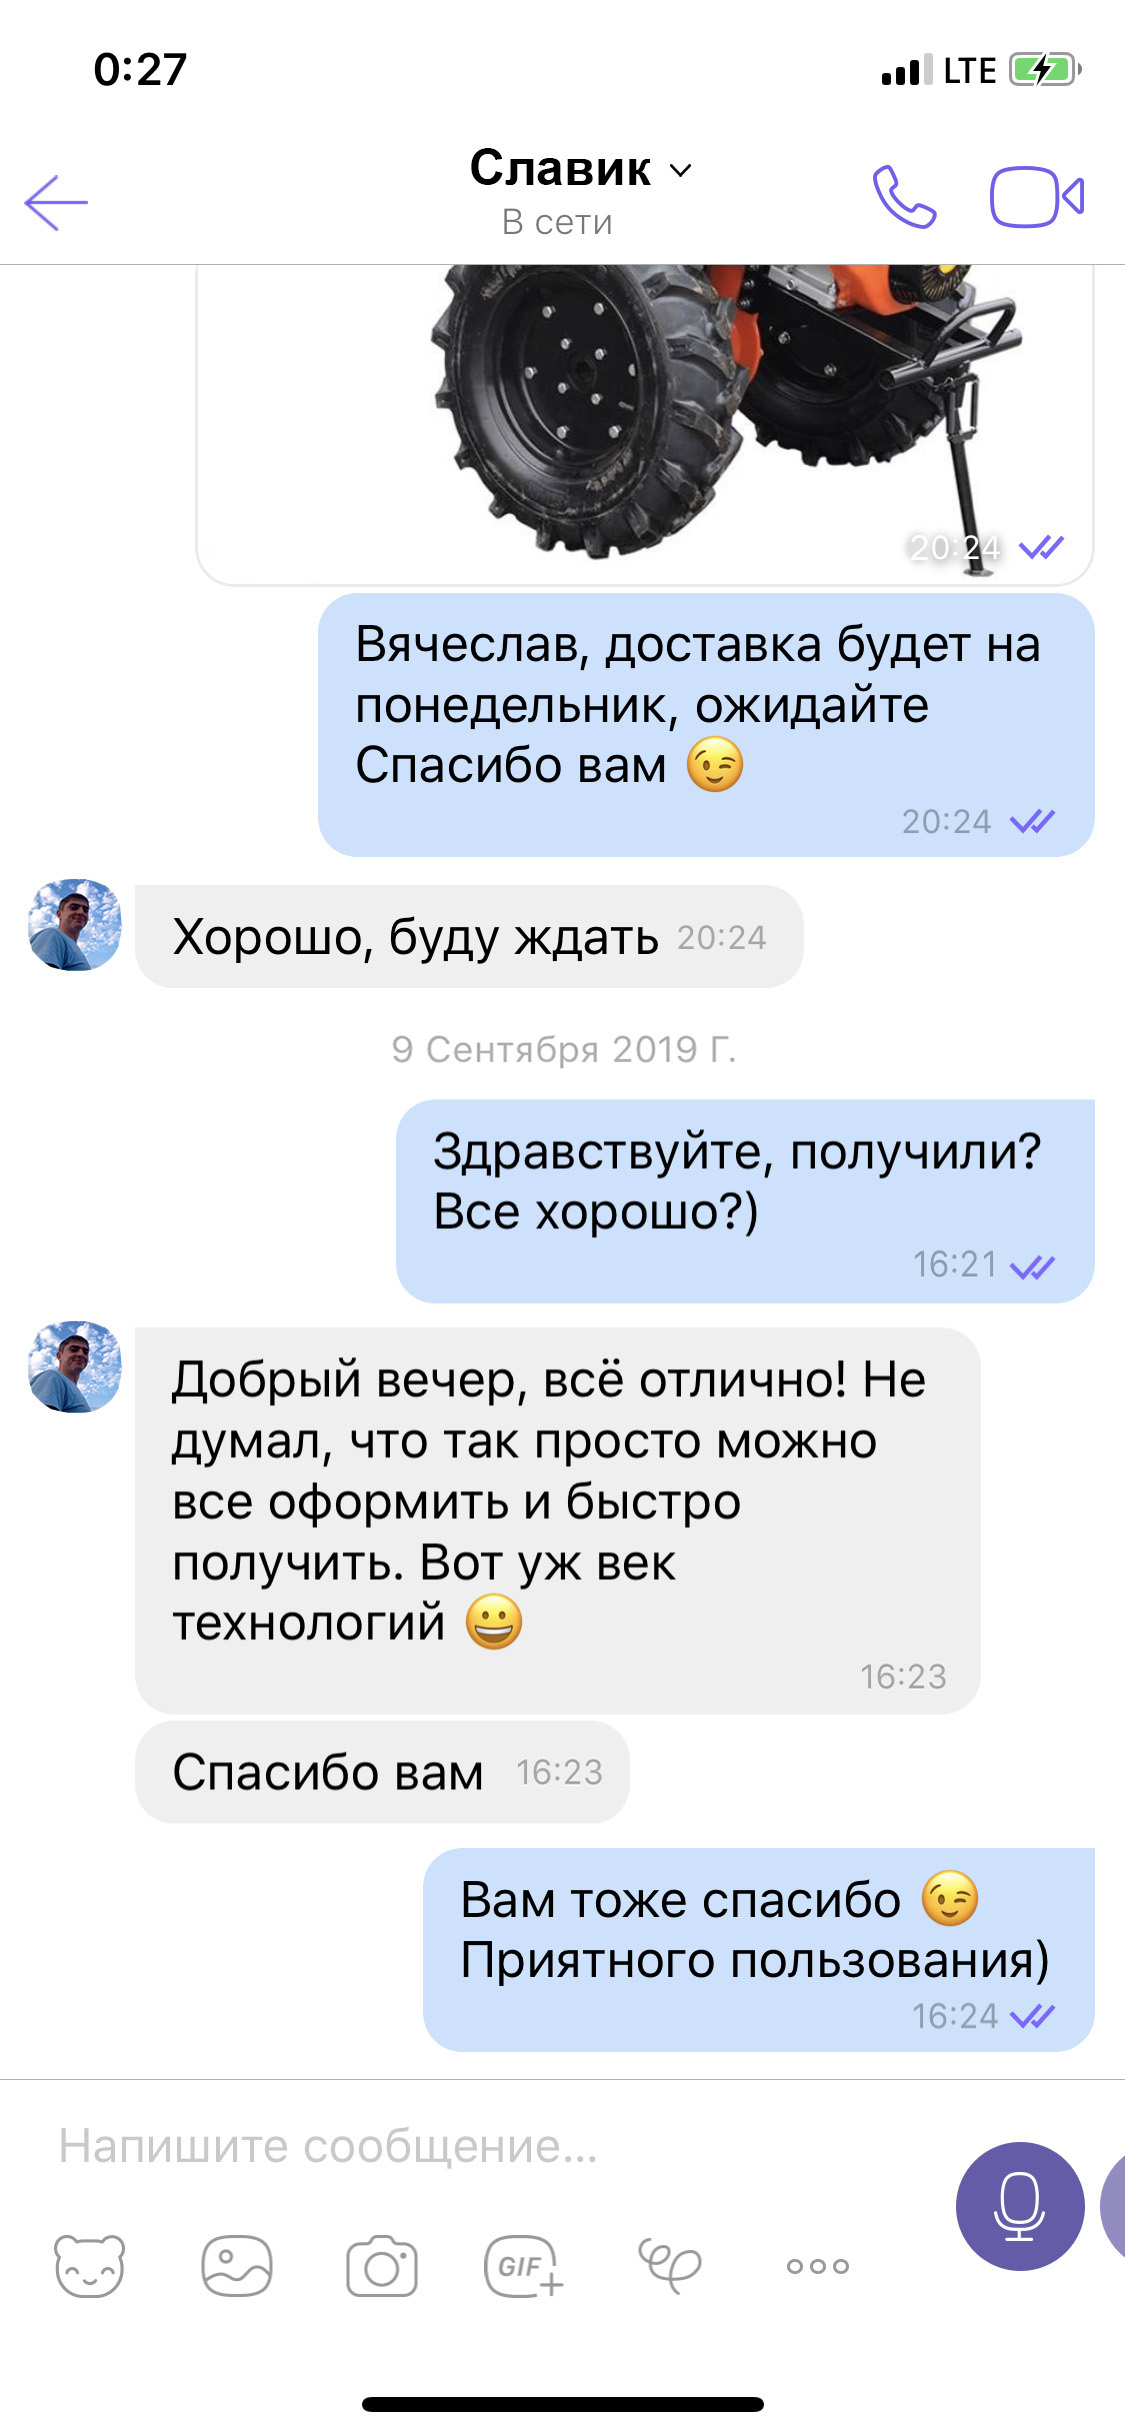 0:27
LTE
Славик
В сети
20:24
Вячеслав, доставка будет на
понедельник, ожидайте
Спасибо вам 😉
20:24
Хорошо, буду ждать 20:24
9 Сентября 2019 Г.
Здравствуйте, получили?
Все хорошо?)
16:21
Добрый вечер, всё отлично! Не
думал, что так просто можно
все оформить и быстро
получить. Вот уж век
технологий 😀
16:23
Спасибо вам 16:23
Вам тоже спасибо 😉
Приятного пользования)
16:24
Напишите сообщение...
GIF